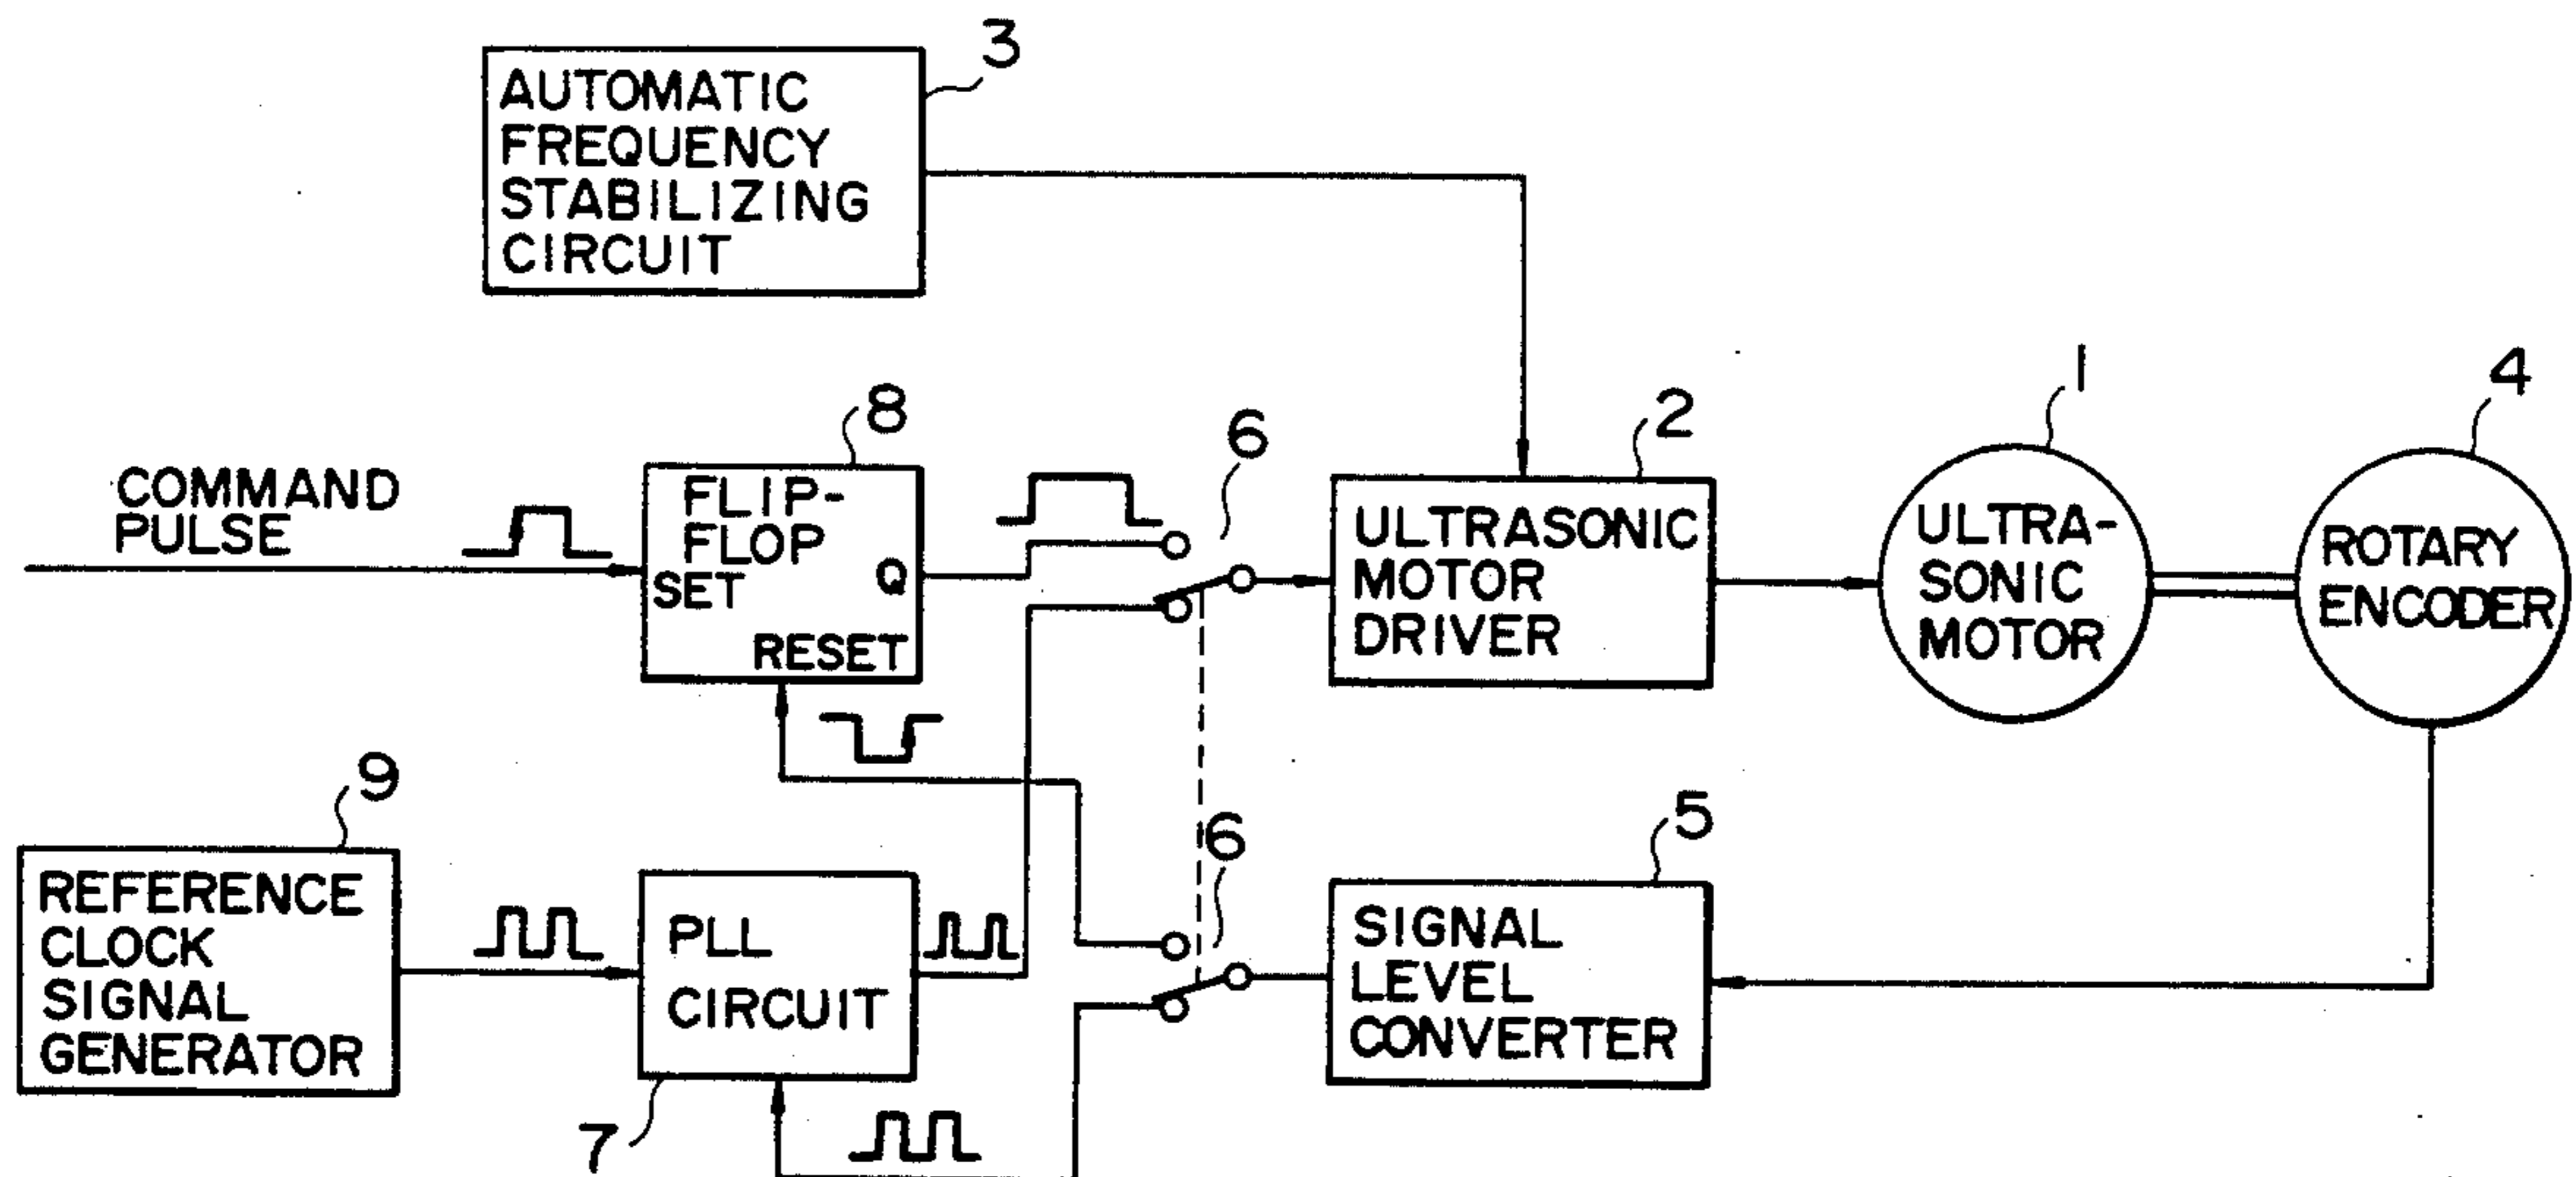 3
AUTOMATIC
FREQUENCY
STABILIZING
CIRCUIT
COMMAND
PULSE
8
FLIP-
FLOP
SET
Q
RESET
6
2
ULTRASONIC
MOTOR
DRIVER
1
ULTRA-
SONIC
MOTOR
4
ROTARY
ENCODER
9
REFERENCE
CLOCK
SIGNAL
GENERATOR
PLL
CIRCUIT
7
6
5
SIGNAL
LEVEL
CONVERTER